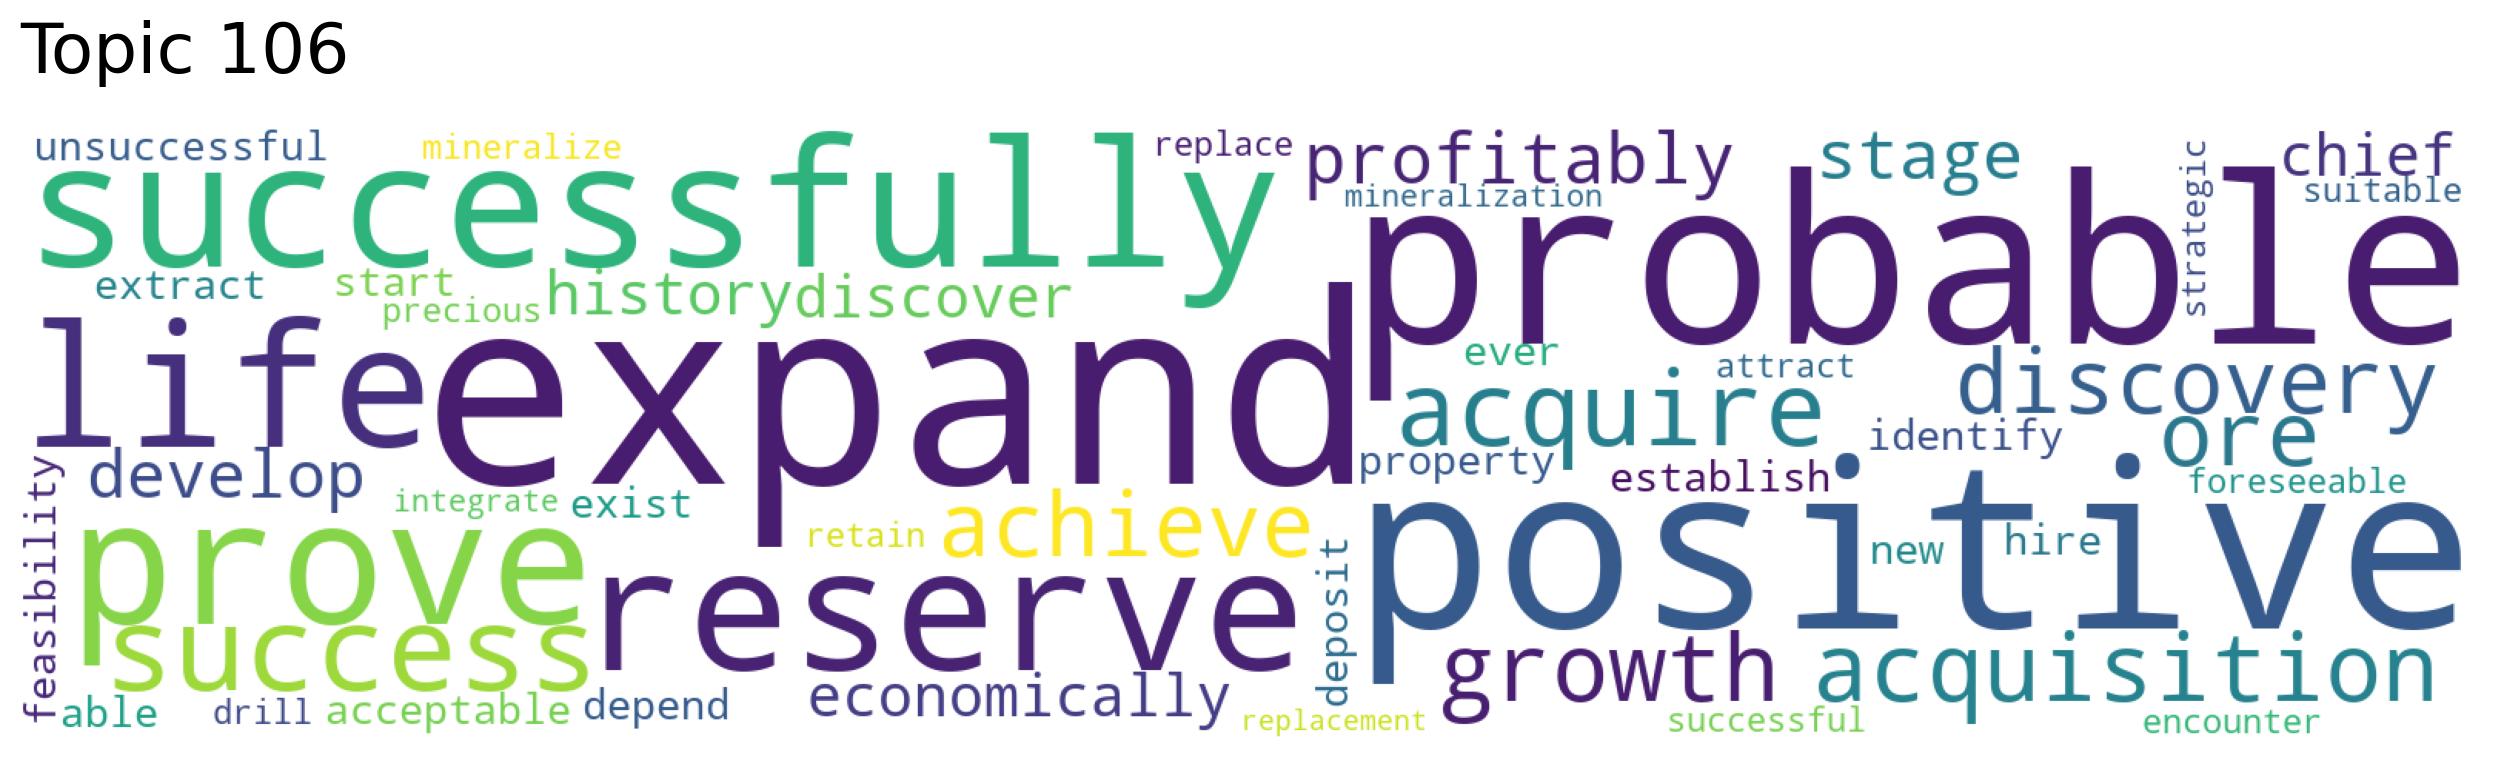 Topic 106
unsuccessful
mineralize
replace
profitably
stage
chief
successfully
mineralization
strategic
suitable
probable
extract
start
precious
history
discover
life
expand
ever
attract
discovery
acquire
identify
ore
develop
property
establish
foreseeable
feasibility
integrate
exist
prove
retain
achieve
positive
new
hire
success
reserve
deposit
growth
acquisition
able
drill
acceptable
depend
economically
replacement
successful
encounter